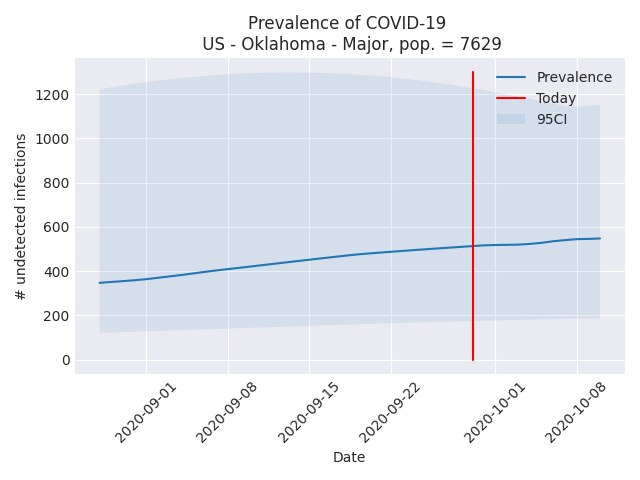 Prevalence of COVID-19
US - Oklahoma - Major, pop. = 7629
Prevalence
Today
95CI
# undetected infections
1200
1000
800
600
400
200
0
2020-09-01
2020-09-08
2020-09-15
2020-09-22
2020-10-01
2020-10-08
Date